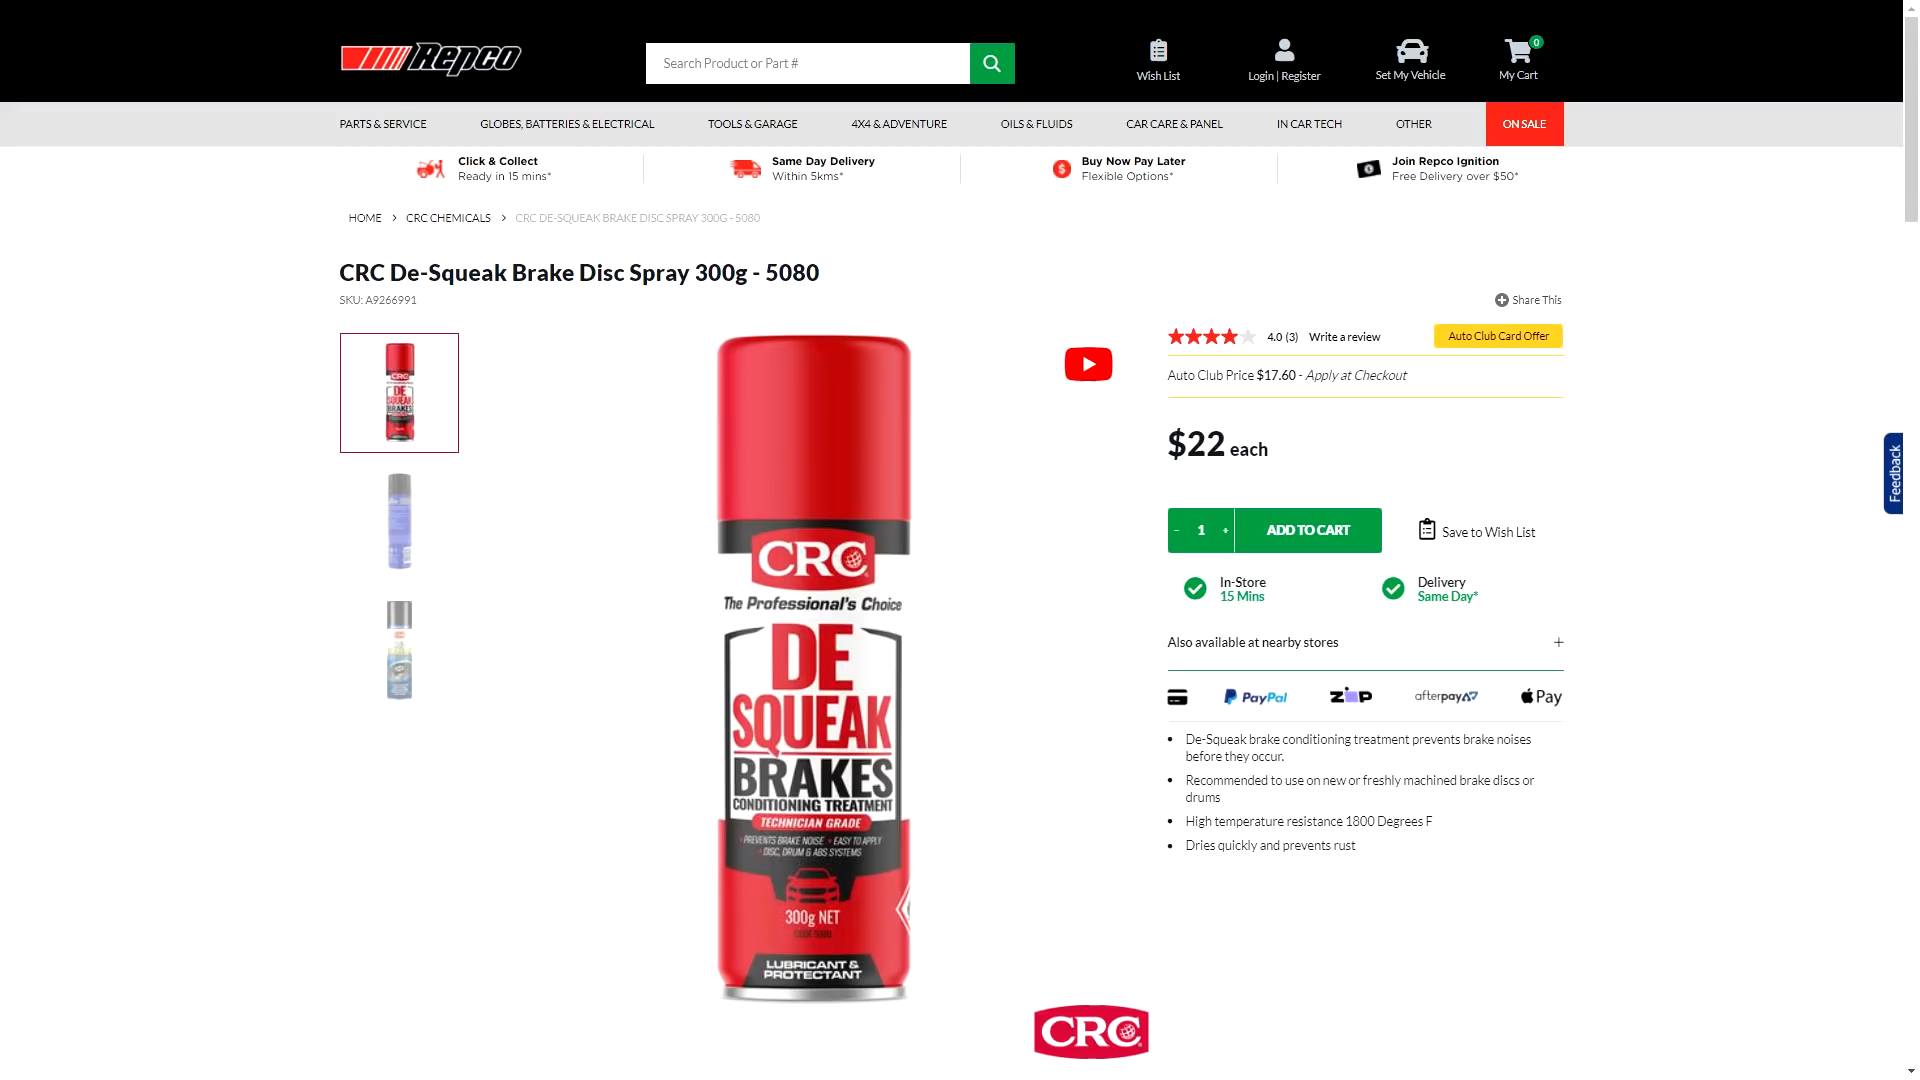 Repco
Search Product or Part #
Wish List
Login | Register
Set My Vehicle
0
My Cart
PARTS & SERVICE
GLOBES, BATTERIES & ELECTRICAL
TOOLS & GARAGE
4X4 & ADVENTURE
OILS & FLUIDS
CAR CARE & PANEL
IN CAR TECH
OTHER
ON SALE
Click & Collect
Ready in 15 mins*
Same Day Delivery
Within 5kms*
Buy Now Pay Later
Flexible Options*
Join Repco Ignition
Free Delivery over $50*
HOME > CRC CHEMICALS > CRC DE-SQUEAK BRAKE DISC SPRAY 300G - 5080
CRC De-Squeak Brake Disc Spray 300g - 5080
SKU: A9266991
Share This
CRC
DE
SQUEAK
BRAKES
CRC
The Professional's Choice
DE
SQUEAK
BRAKES
CONDITIONING TREATMENT
TECHNICIAN GRADE
• PREVENTS BRAKE NOISE • EASY TO APPLY
• DISC, DRUM & ABS SYSTEMS
300g NET
CODE 5080
LUBRICANT &
PROTECTANT
CRC
4.0 (3) Write a review
Auto Club Card Offer
Auto Club Price $17.60 - Apply at Checkout
$22 each
- 1 +
ADD TO CART
Save to Wish List
In-Store
15 Mins
Delivery
Same Day*
Also available at nearby stores +
PayPal
ZIP
afterpay
Pay
• De-Squeak brake conditioning treatment prevents brake noises
before they occur.
• Recommended to use on new or freshly machined brake discs or
drums
• High temperature resistance 1800 Degrees F
• Dries quickly and prevents rust
Feedback